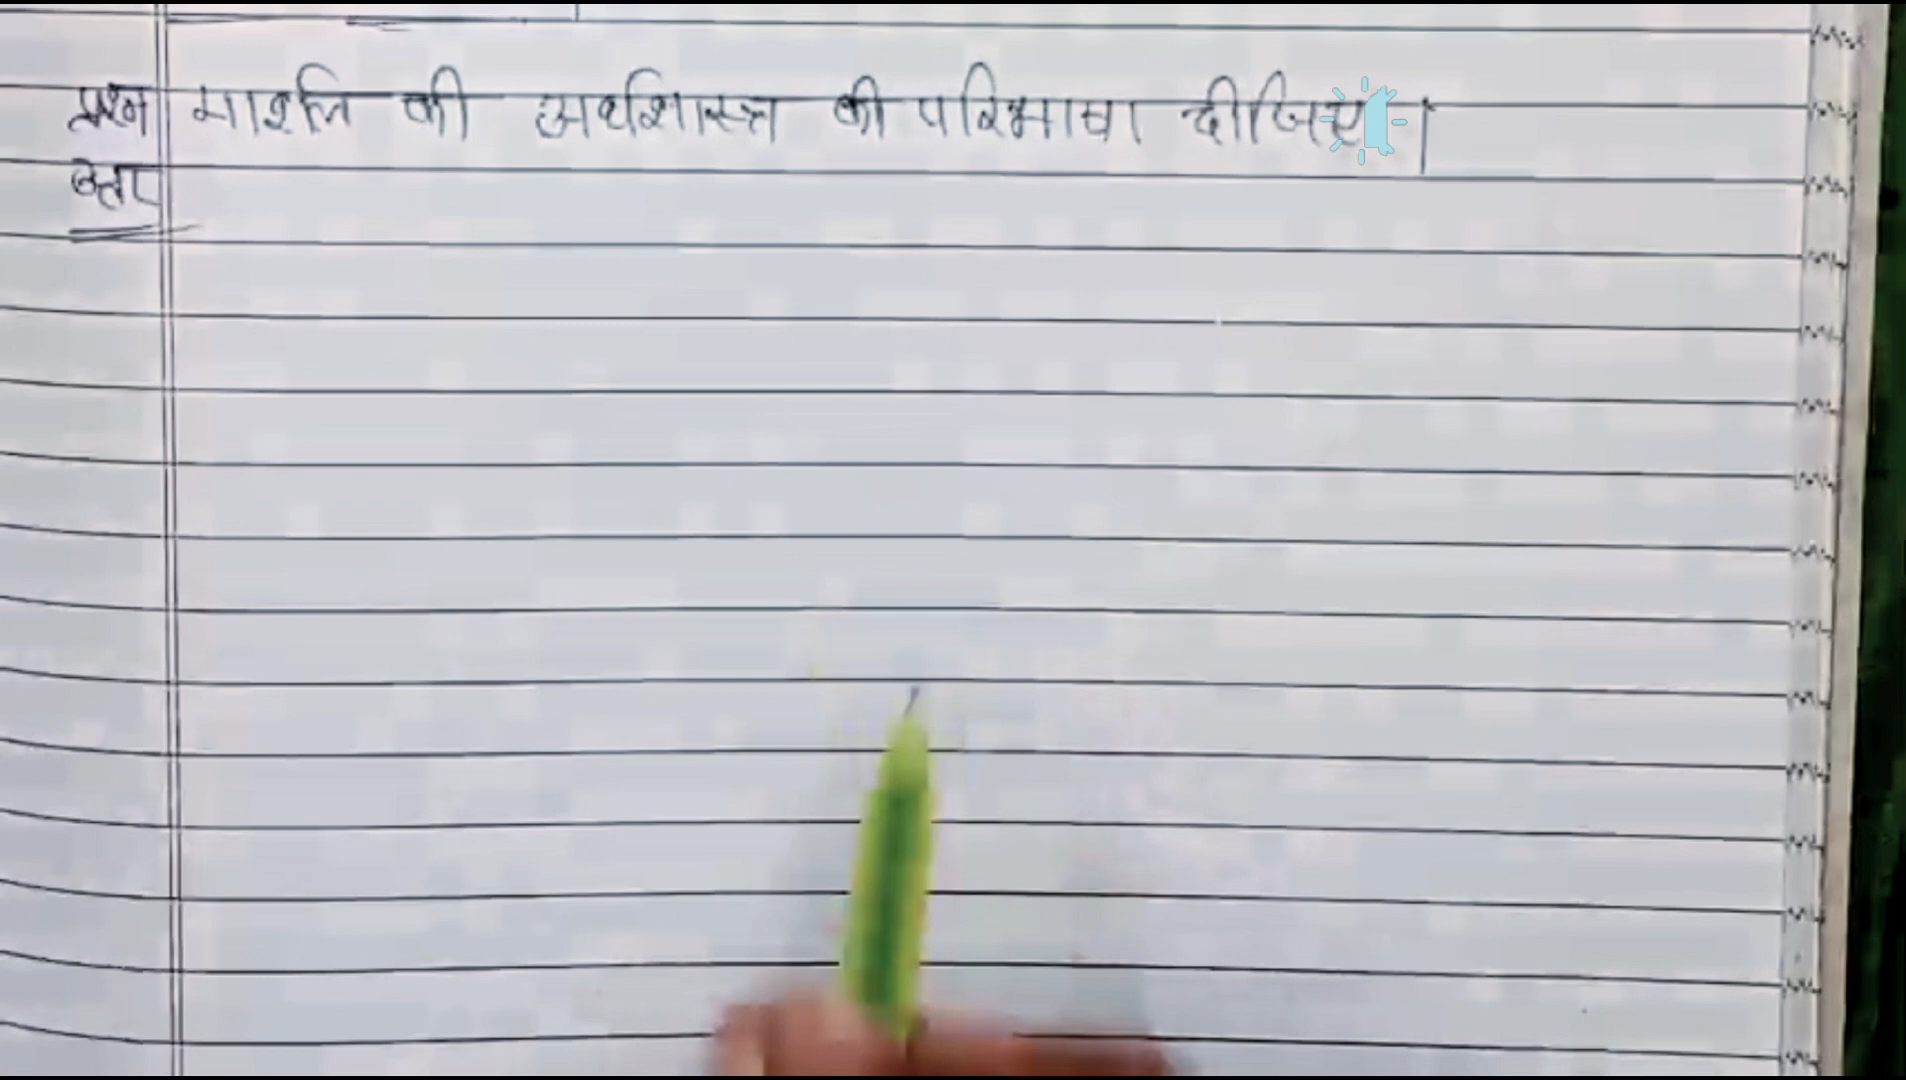 प्रश्न मार्शल की अर्थशास्त्र की परिभाषा दीजिए।
उत्तर